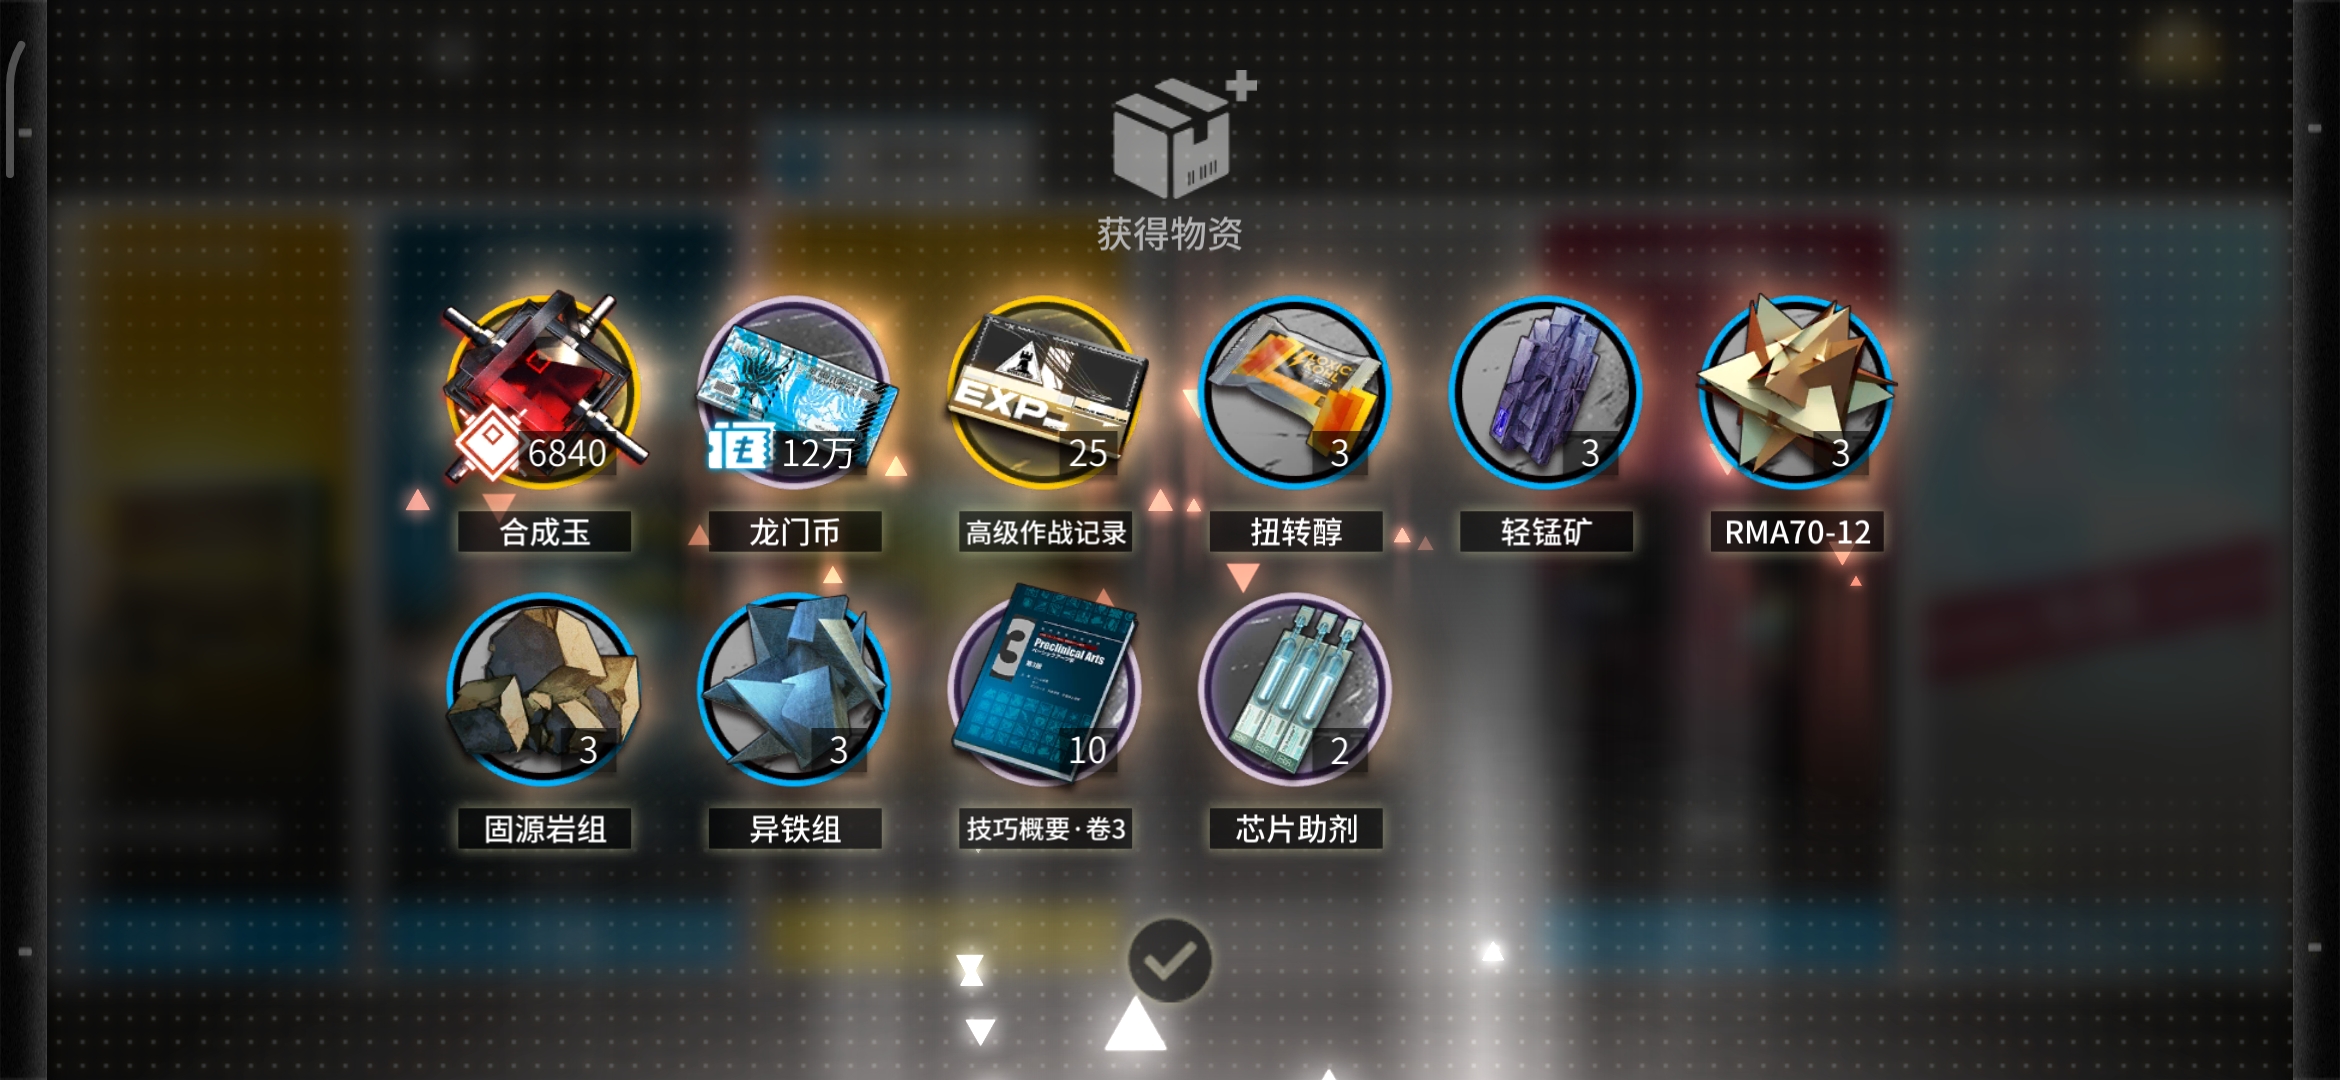 获得物资
6840
12万
EXP
25
3
3
3
合成玉
龙门币
高级作战记录
扭转醇
轻锰矿
RMA70-12
3
Preclinical Arts
3
3
10
2
固源岩组
异铁组
技巧概要·卷3
芯片助剂